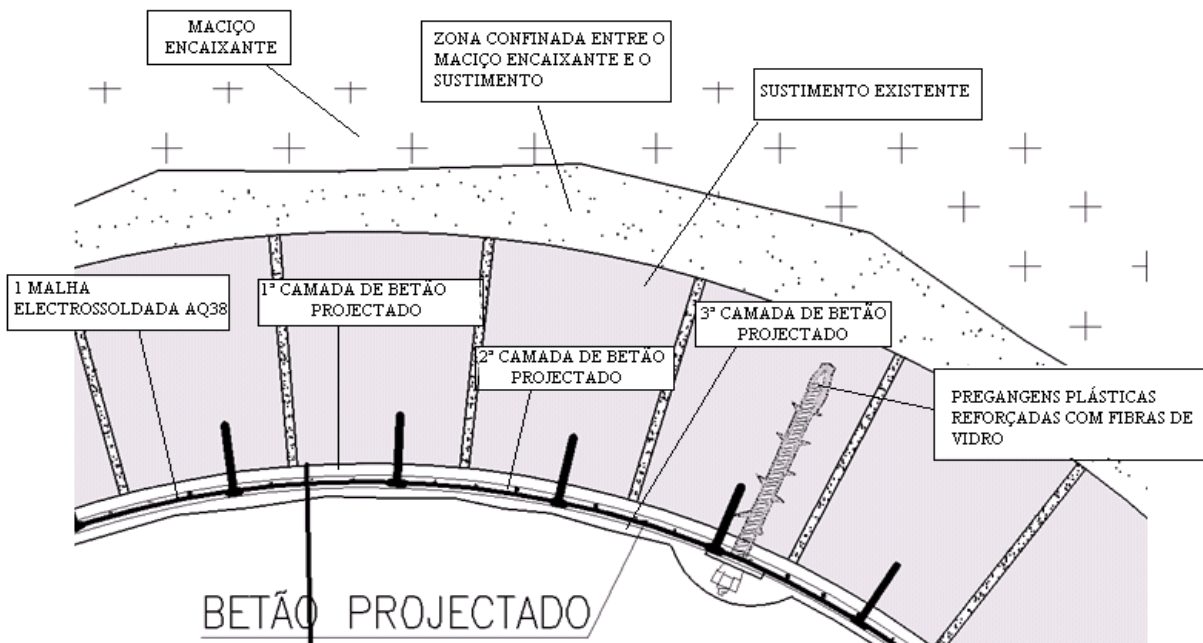 MACIÇO
ENCAIXANTE
ZONA CONFINADA ENTRE O
MACIÇO ENCAIXANTE E O
SUSTIMENTO
SUSTIMENTO EXISTENTE
1 MALHA
ELECTROSSOLDADA AQ38
1ª CAMADA DE BETÃO
PROJECTADO
2ª CAMADA DE BETÃO
PROJECTADO
3ª CAMADA DE BETÃO
PROJECTADO
PREGANGENS PLÁSTICAS
REFORÇADAS COM FIBRAS DE
VIDRO
BETÃO PROJECTADO